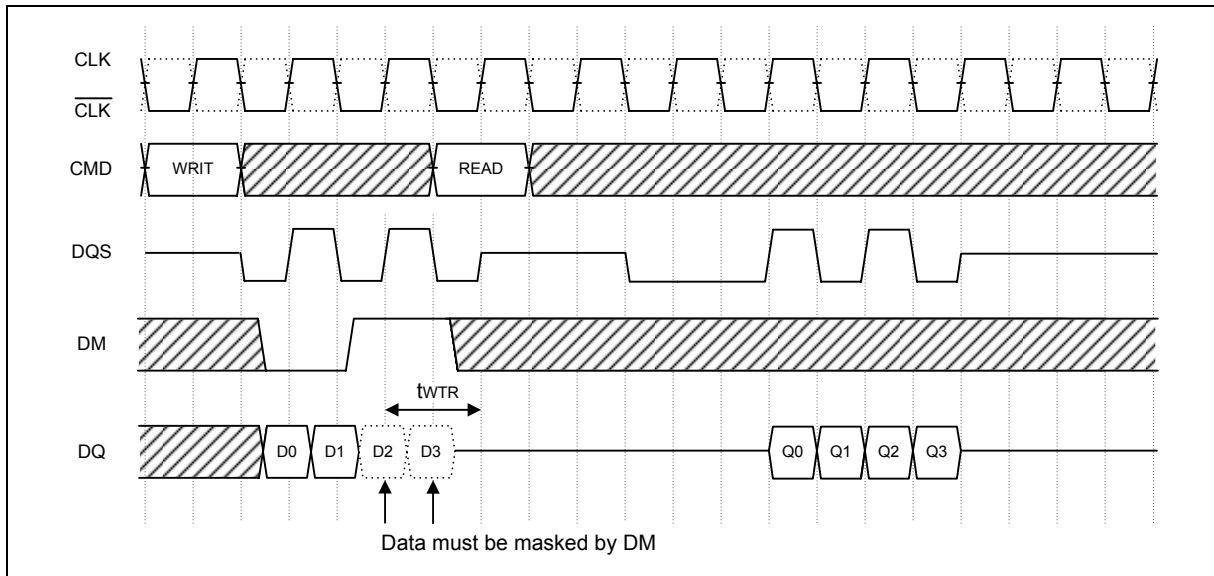 CLK
CLK
CMD WRIT READ
DQS
DM
tWTR
DQ D0 D1 D2 D3 Q0 Q1 Q2 Q3
Data must be masked by DM